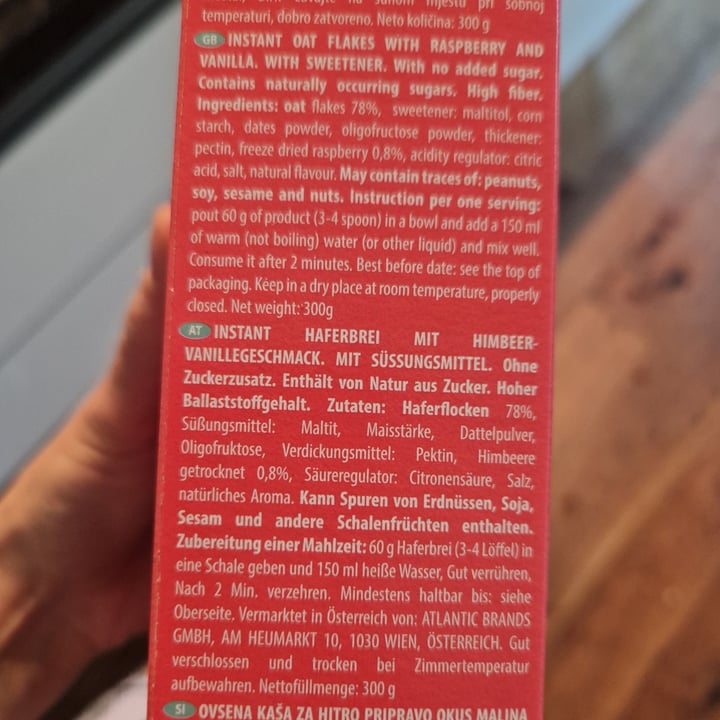 pri sobnoj
temperaturi, dobro zatvoreno. Neto količina: 300 g
GB INSTANT OAT FLAKES WITH RASPBERRY AND
VANILLA. WITH SWEETENER. With no added sugar.
Contains naturally occurring sugars. High fiber.
Ingredients: oat flakes 78%, sweetener: maltitol, corn
starch, dates powder, oligofructose powder, thickener:
pectin, freeze dried raspberry 0,8%, acidity regulator: citric
acid, salt, natural flavour. May contain traces of: peanuts,
soy, sesame and nuts. Instruction per one serving:
pout 60 g of product (3-4 spoon) in a bowl and add a 150 ml
of warm (not boiling) water (or other liquid) and mix well.
Consume it after 2 minutes. Best before date: see the top of
packaging. Keep in a dry place at room temperature, properly
closed. Net weight: 300g
AT INSTANT HAFERBREI MIT HIMBEER-
VANILLEGESCHMACK. MIT SÜSSUNGSMITTEL. Ohne
Zuckerzusatz. Enthält von Natur aus Zucker. Hoher
Ballaststoffgehalt. Zutaten: Haferflocken 78%,
Süßungsmittel: Maltit, Maisstärke, Dattelpulver,
Oligofruktose, Verdickungsmittel: Pektin, Himbeere
getrocknet 0,8%, Säureregulator: Citronensäure, Salz,
natürliches Aroma. Kann Spuren von Erdnüssen, Soja,
Sesam und andere Schalenfrüchten enthalten.
Zubereitung einer Mahlzeit: 60 g Haferbrei (3-4 Löffel) in
eine Schale geben und 150 ml heiße Wasser, Gut verrühren,
Nach 2 Min. verzehren. Mindestens haltbar bis: siehe
Oberseite. Vermarktet in Österreich von: ATLANTIC BRANDS
GMBH, AM HEUMARKT 10, 1030 WIEN, ÖSTERREICH. Gut
verschlossen und trocken bei Zimmertemperatur
aufbewahren. Nettofüllmenge: 300 g
SI OVSENA KAŠA ZA HITRO PRIPRAVO OKUS MALINA